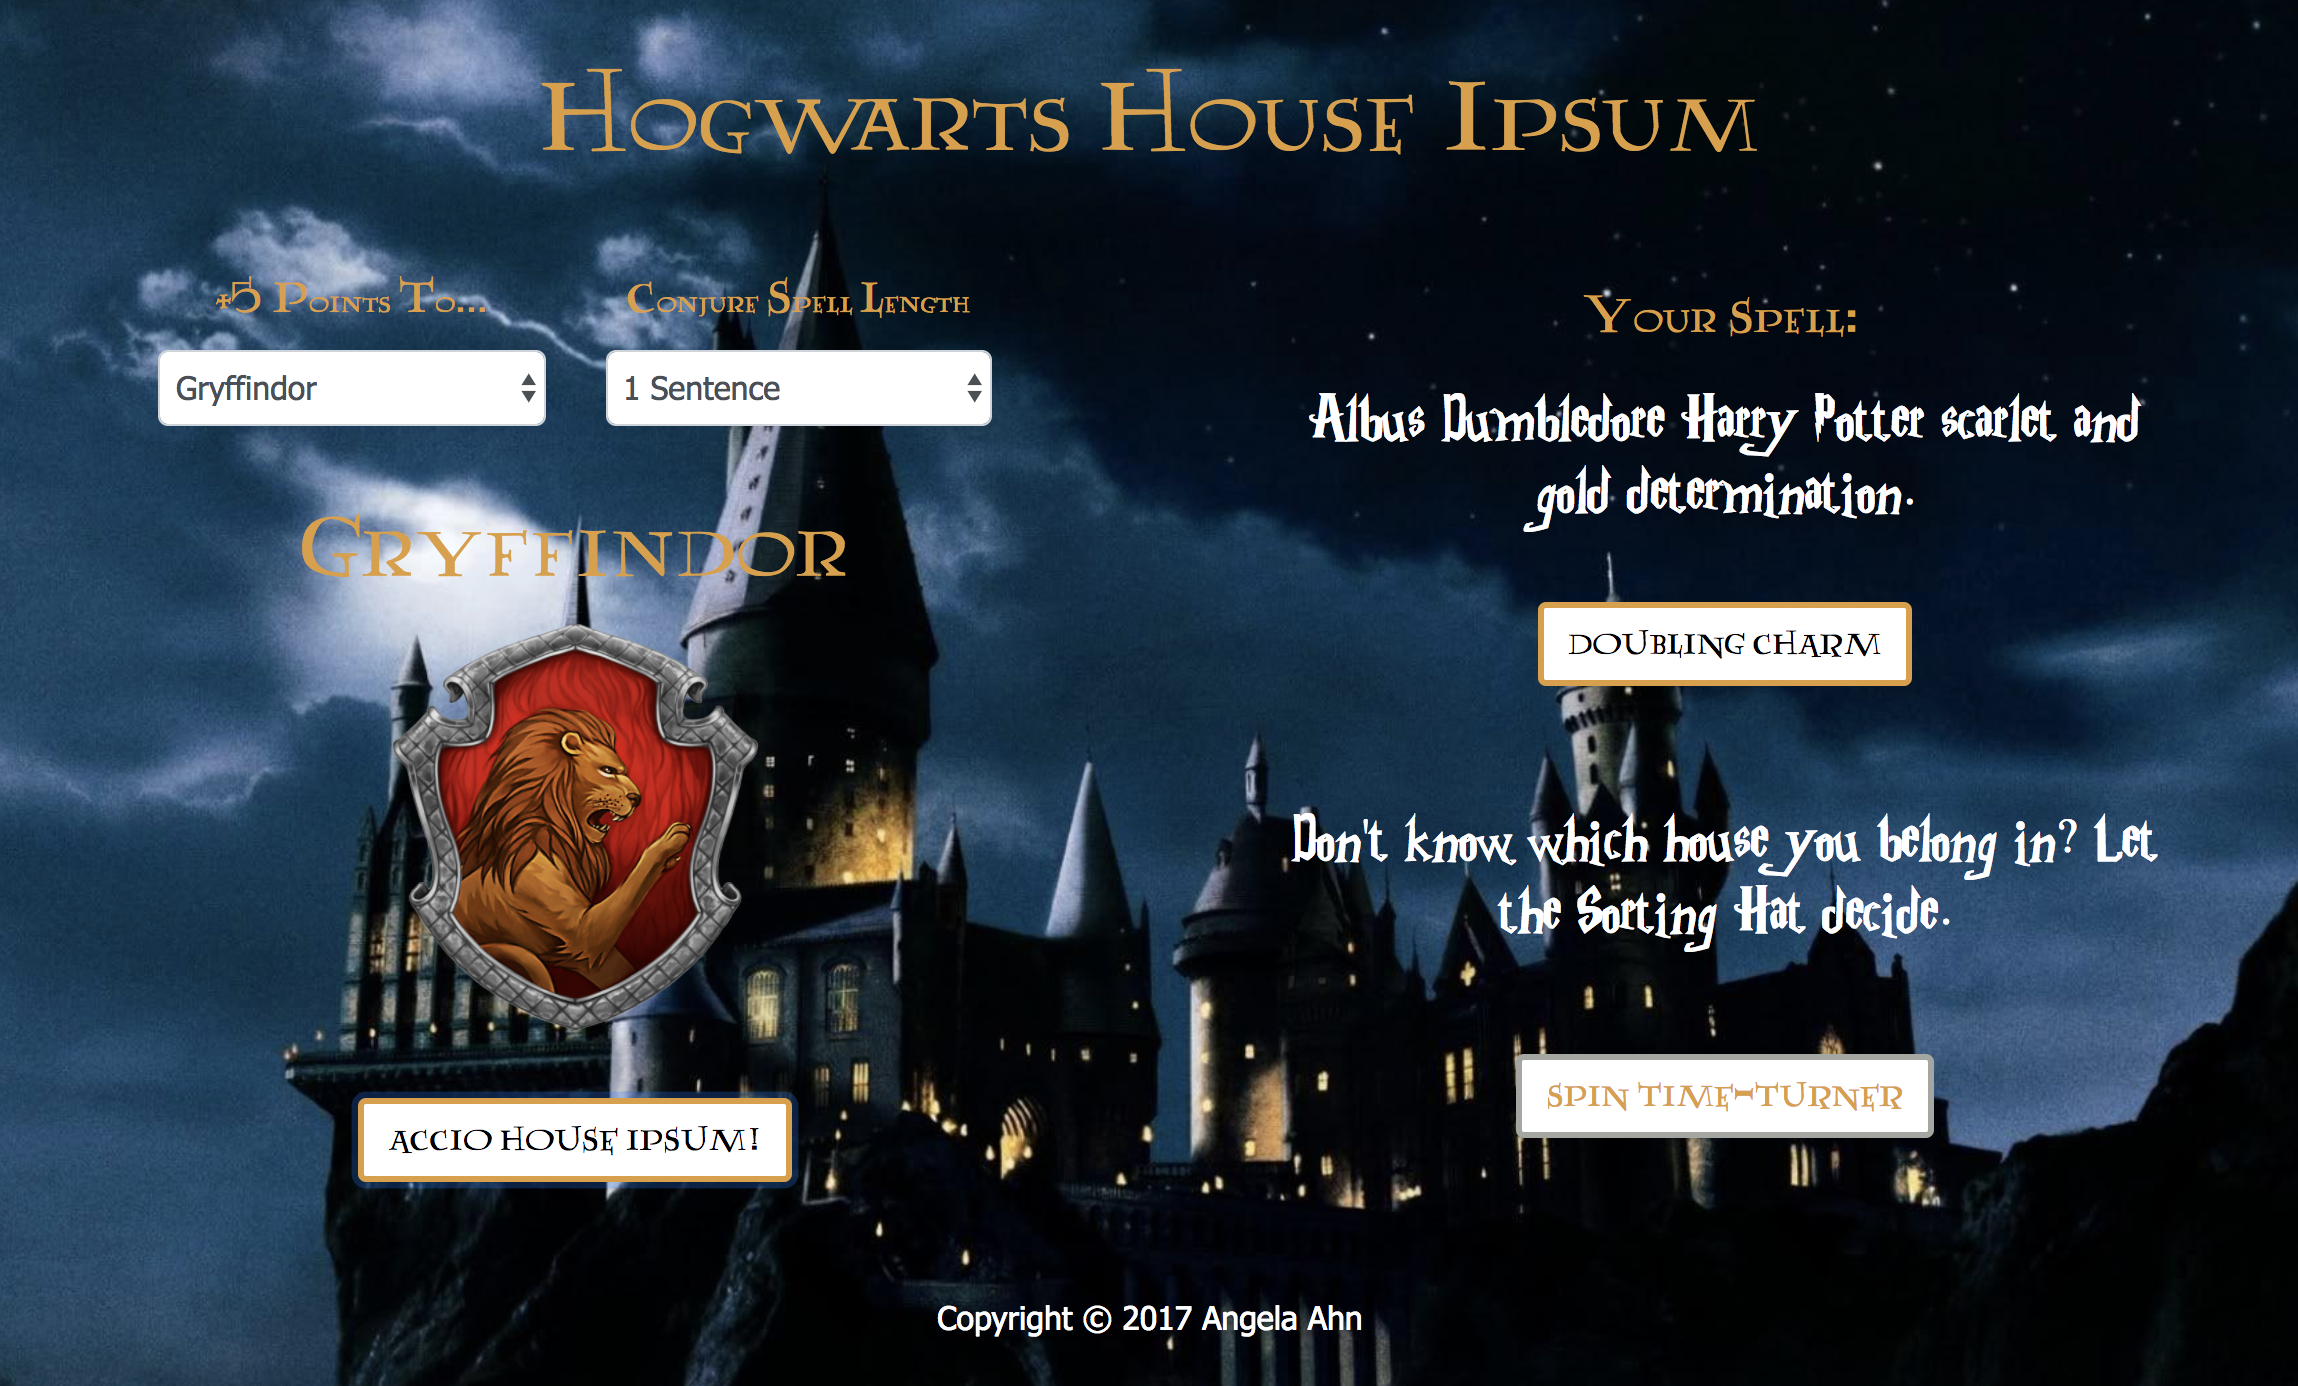 Hogwarts House Ipsum
+5 Points To...
Conjure Spell Length
Gryffindor
1 Sentence
Gryffindor
ACCIO HOUSE IPSUM!
Your Spell:
Albus Dumbledore Harry Potter scarlet and
gold determination.
DOUBLING CHARM
Don't know which house you belong in? Let
the Sorting Hat decide.
SPIN TIME-TURNER
Copyright © 2017 Angela Ahn